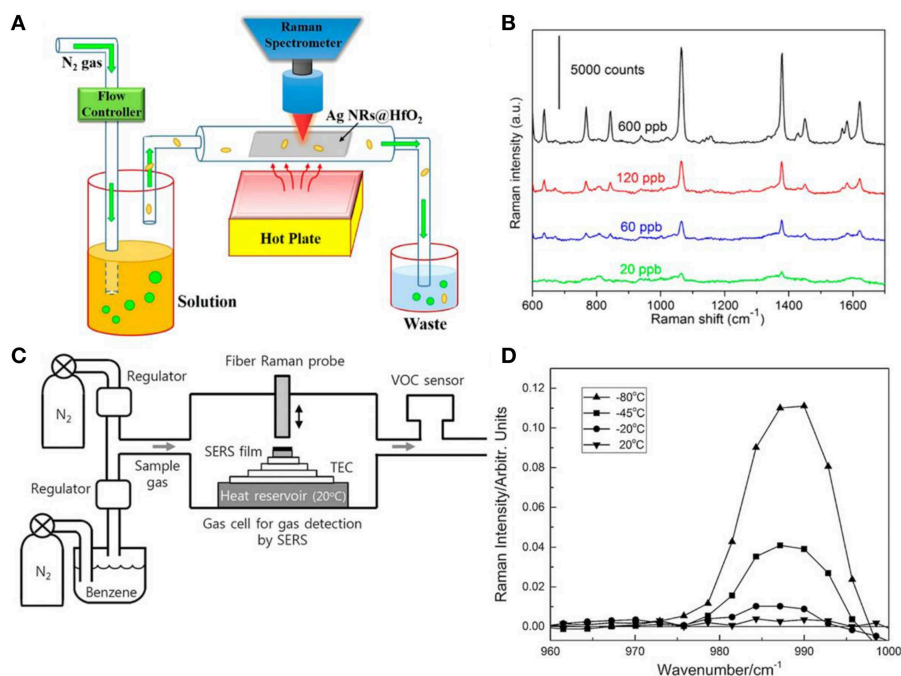 A
N₂ gas
Flow
Controller
Raman
Spectrometer
Ag NRs@HfO₂
Hot Plate
Solution
Waste
B
Raman intensity (a.u.)
5000 counts
600 ppb
120 ppb
60 ppb
20 ppb
600 800 1000 1200 1400 1600
Raman shift (cm⁻¹)
C
Regulator
N₂
Fiber Raman probe
VOC sensor
SERS film
TEC
Sample
gas
Heat reservoir (20°C)
Regulator
Gas cell for gas detection
by SERS
N₂
Benzene
D
Raman Intensity/Arbitr. Units
0.12
0.10
0.08
0.06
0.04
0.02
0.00
-80°C
-45°C
-20°C
20°C
960 970 980 990 1000
Wavenumber/cm⁻¹